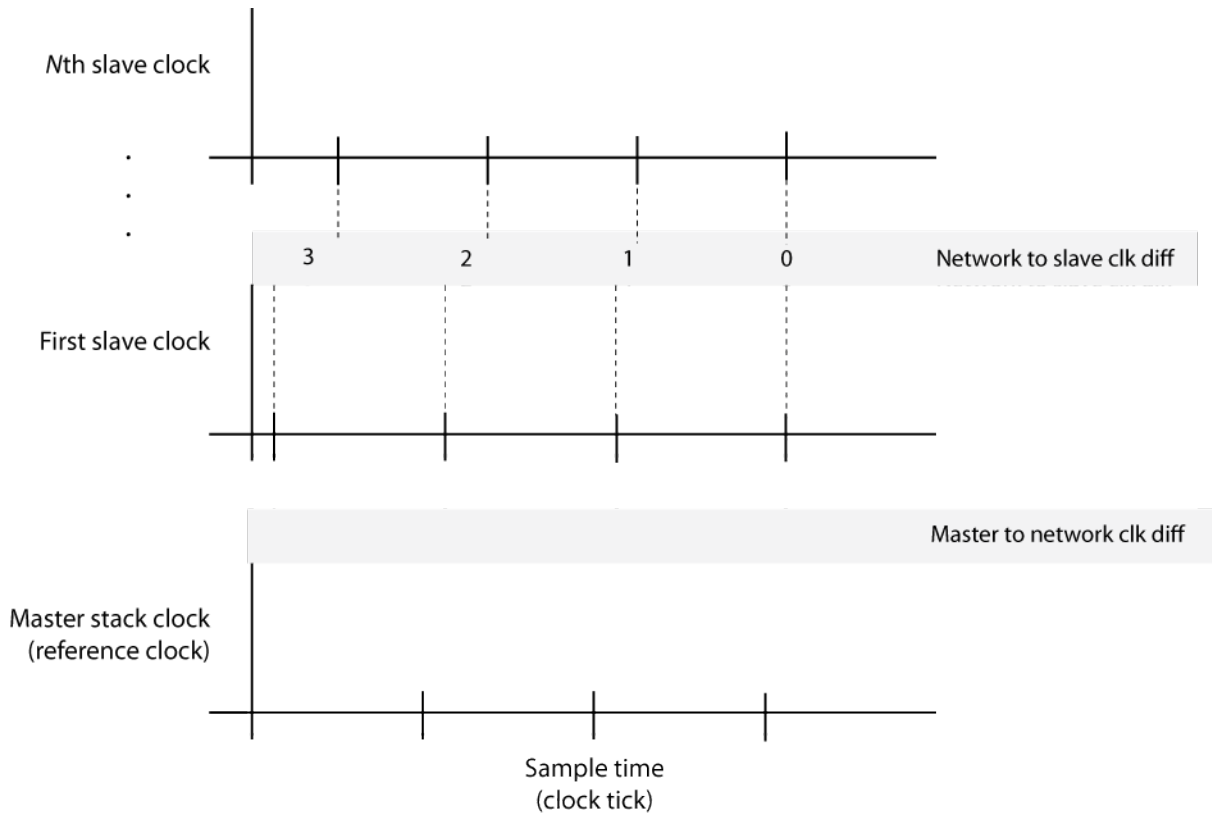 Nth slave clock
3 2 1 0 Network to slave clk diff
First slave clock
Master to network clk diff
Master stack clock
(reference clock)
Sample time
(clock tick)